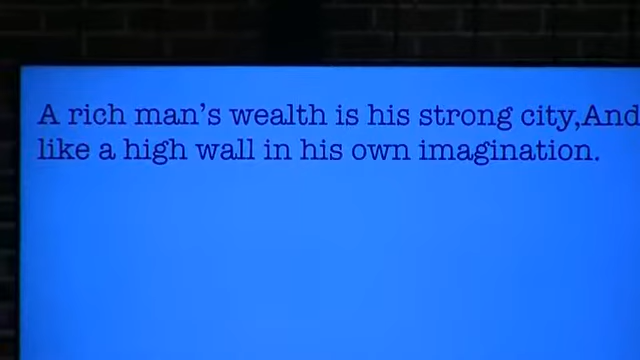 A rich man's wealth is his strong city,And
like a high wall in his own imagination.